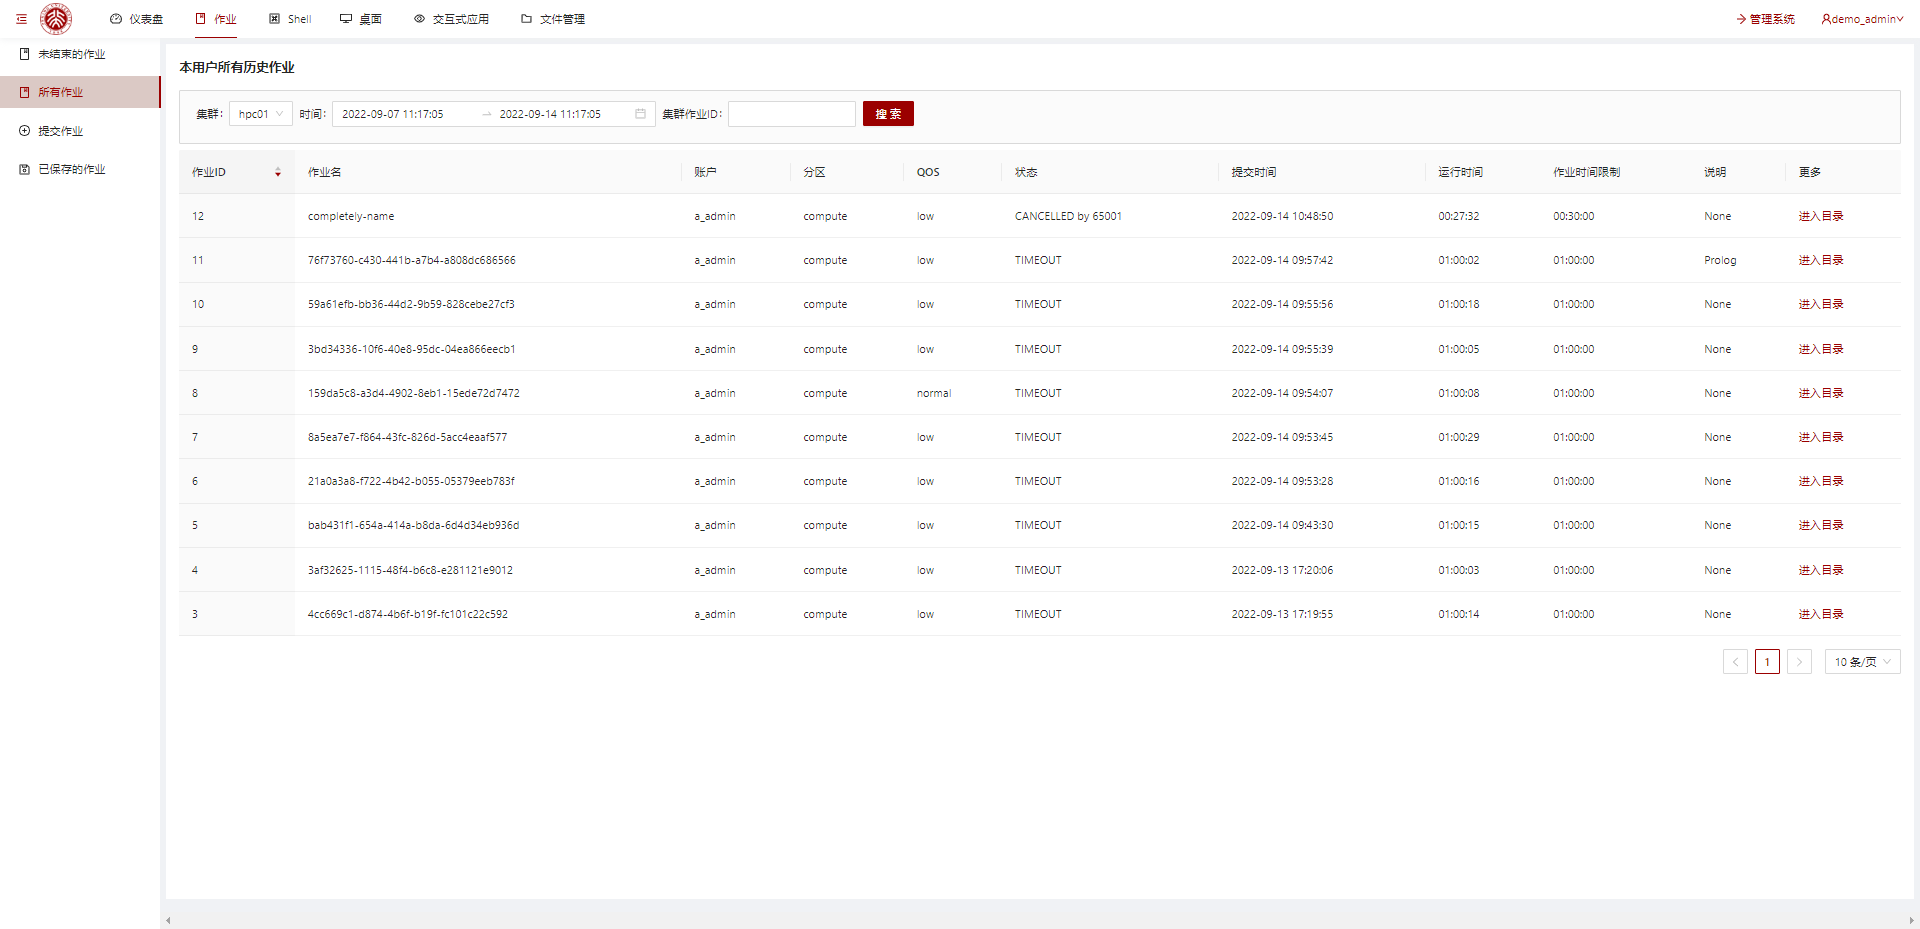 仪表盘 作业 Shell 桌面 交互式应用 文件管理 管理系统 demo_admin
未结束的作业
所有作业
提交作业
已保存的作业
本用户所有历史作业
集群: hpc01 时间: 2022-09-07 11:17:05 → 2022-09-14 11:17:05 集群作业ID: 搜 索
作业ID 作业名 账户 分区 QOS 状态 提交时间 运行时间 作业时间限制 说明 更多
12 completely-name a_admin compute low CANCELLED by 65001 2022-09-14 10:48:50 00:27:32 00:30:00 None 进入目录
11 76f73760-c430-441b-a7b4-a808dc686566 a_admin compute low TIMEOUT 2022-09-14 09:57:42 01:00:02 01:00:00 Prolog 进入目录
10 59a61efb-bb36-44d2-9b59-828cebe27cf3 a_admin compute low TIMEOUT 2022-09-14 09:55:56 01:00:18 01:00:00 None 进入目录
9 3bd34336-10f6-40e8-95dc-04ea866eecb1 a_admin compute low TIMEOUT 2022-09-14 09:55:39 01:00:05 01:00:00 None 进入目录
8 159da5c8-a3d4-4902-8eb1-15ede72d7472 a_admin compute normal TIMEOUT 2022-09-14 09:54:07 01:00:08 01:00:00 None 进入目录
7 8a5ea7e7-f864-43fc-826d-5acc4eaaf577 a_admin compute low TIMEOUT 2022-09-14 09:53:45 01:00:29 01:00:00 None 进入目录
6 21a0a3a8-f722-4b42-b055-05379eeb783f a_admin compute low TIMEOUT 2022-09-14 09:53:28 01:00:16 01:00:00 None 进入目录
5 bab431f1-654a-414a-b8da-6d4d34eb936d a_admin compute low TIMEOUT 2022-09-14 09:43:30 01:00:15 01:00:00 None 进入目录
4 3af32625-1115-48f4-b6c8-e281121e9012 a_admin compute low TIMEOUT 2022-09-13 17:20:06 01:00:03 01:00:00 None 进入目录
3 4cc669c1-d874-4b6f-b19f-fc101c22c592 a_admin compute low TIMEOUT 2022-09-13 17:19:55 01:00:14 01:00:00 None 进入目录
1 10 条/页